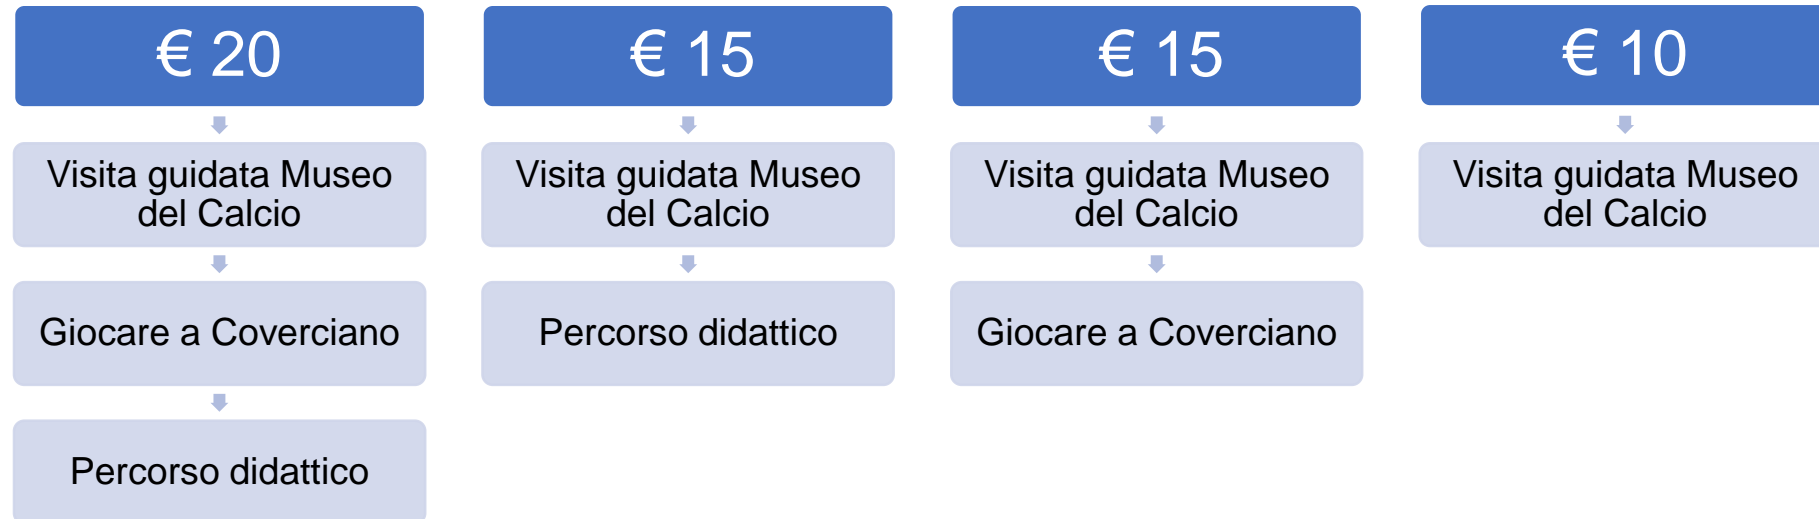 € 20
Visita guidata Museo
del Calcio
Giocare a Coverciano
Percorso didattico
€ 15
Visita guidata Museo
del Calcio
Percorso didattico
€ 15
Visita guidata Museo
del Calcio
Giocare a Coverciano
€ 10
Visita guidata Museo
del Calcio